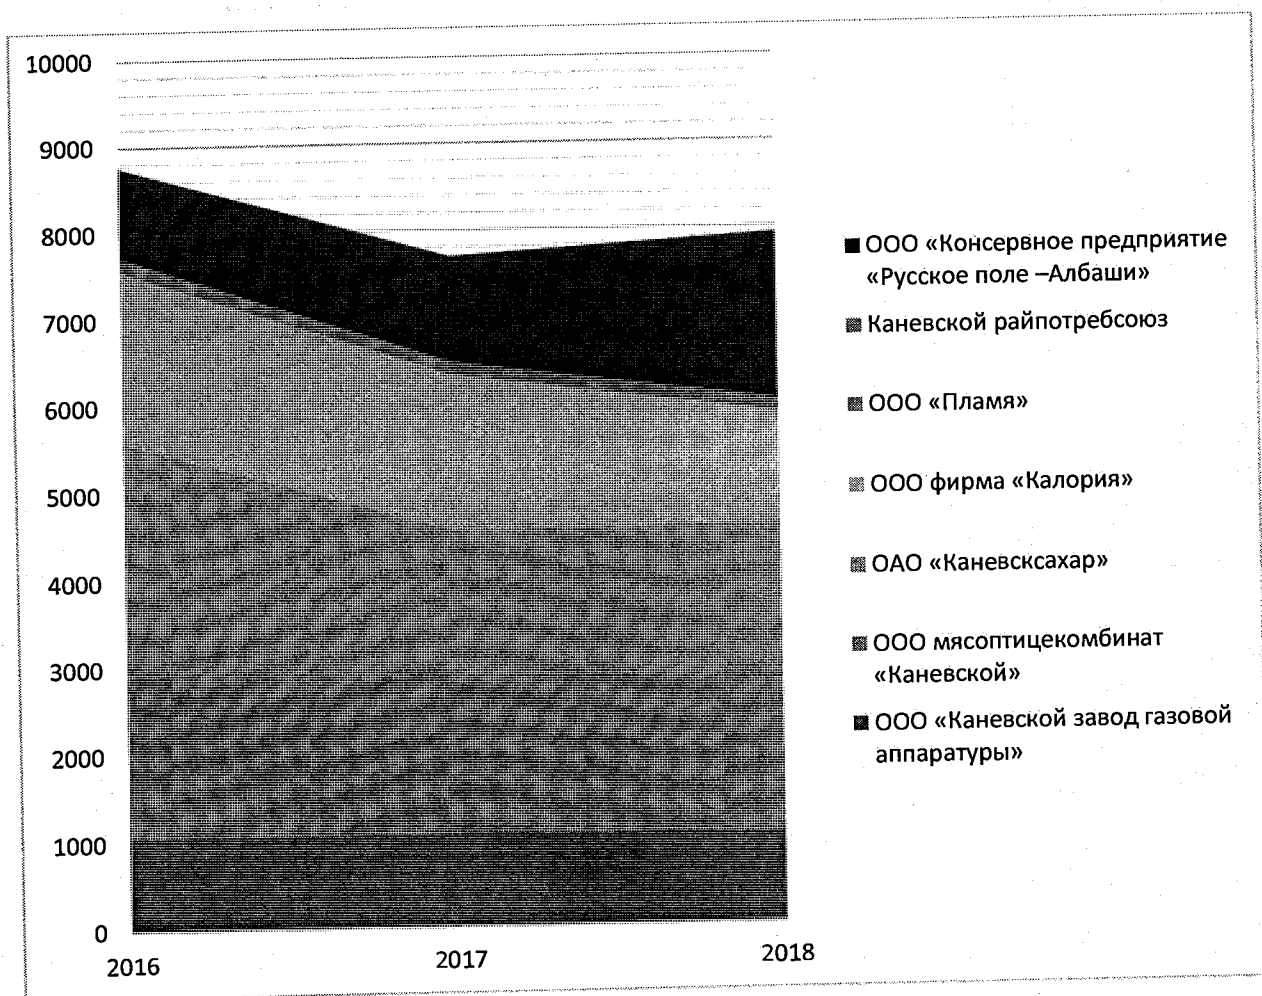 10000
9000
8000
7000
6000
5000
4000
3000
2000
1000
0
2016
2017
2018
ООО «Консервное предприятие
«Русское поле –Албаши»
Каневской райпотребсоюз
ООО «Пламя»
ООО фирма «Калория»
ОАО «Каневсксахар»
ООО мясоптицекомбинат
«Каневской»
ООО «Каневской завод газовой
аппаратуры»